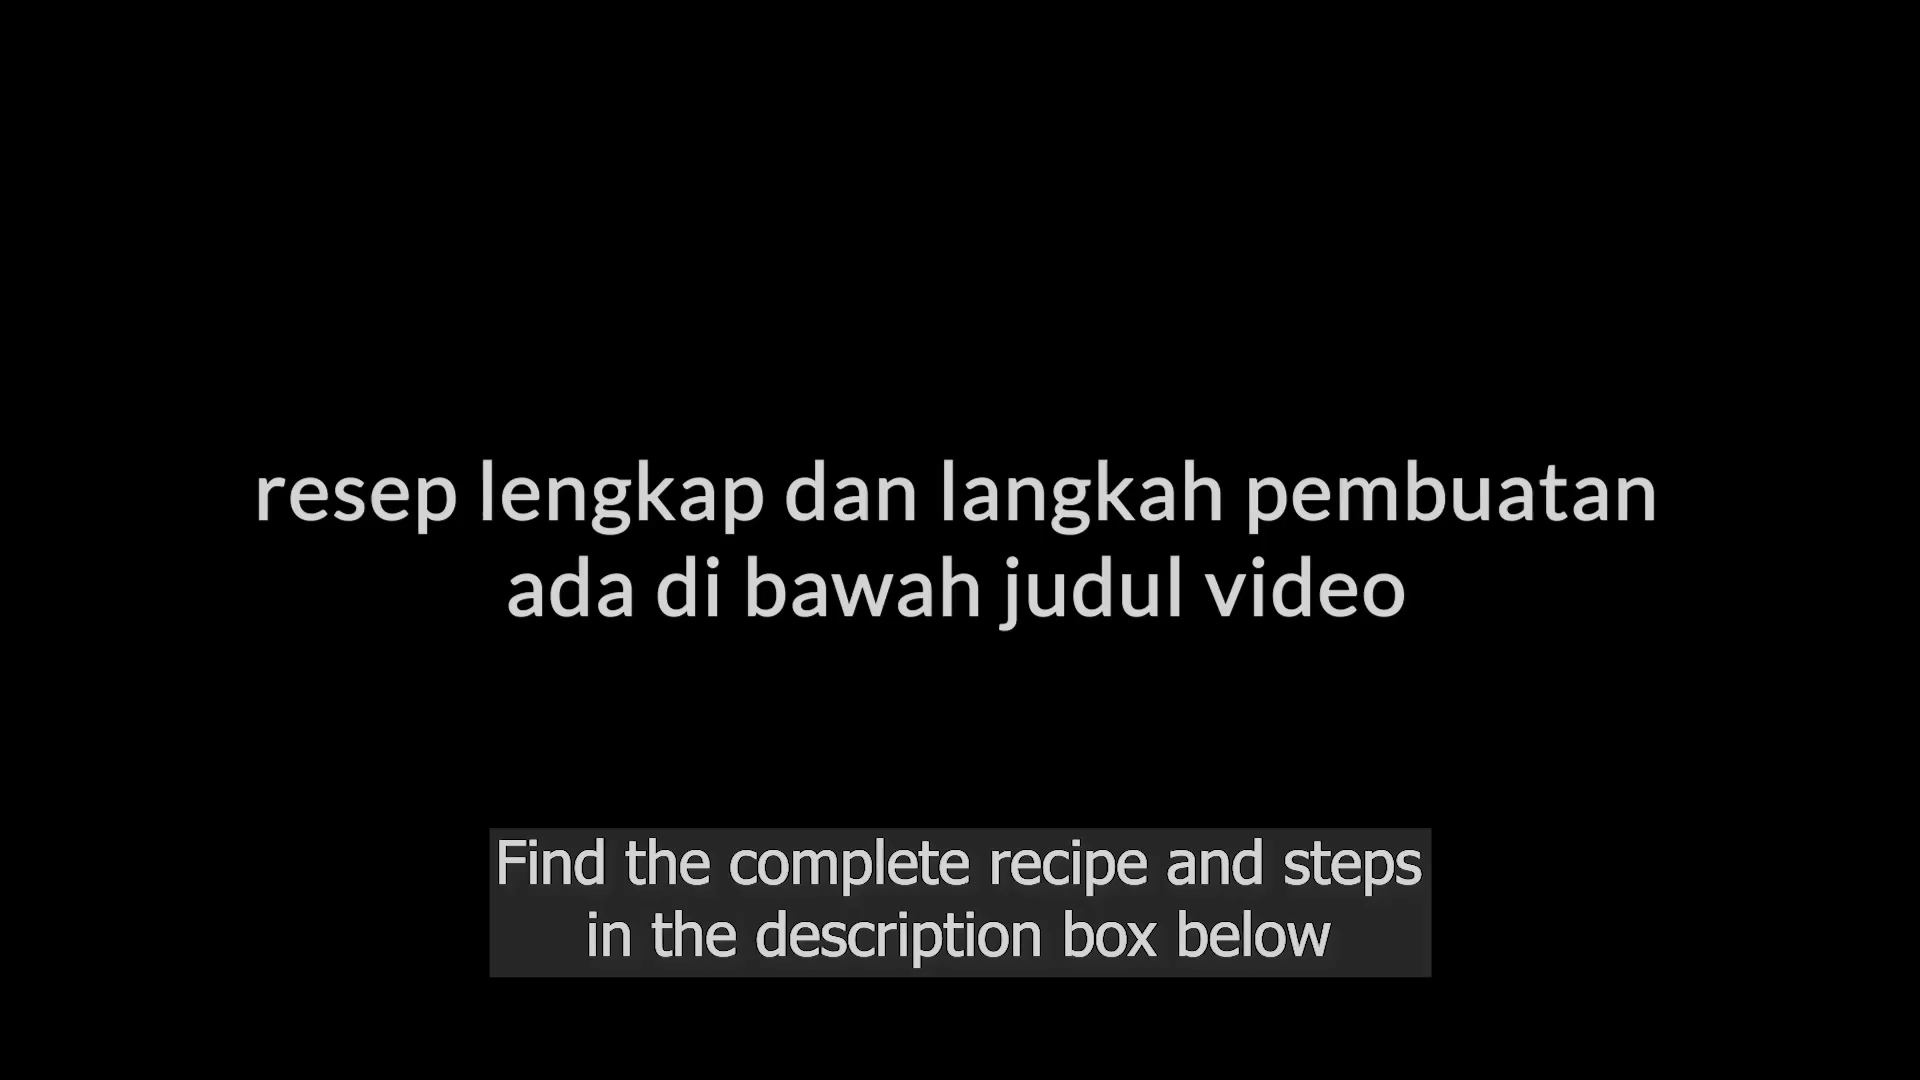 resep lengkap dan langkah pembuatan
ada di bawah judul video
Find the complete recipe and steps
in the description box below